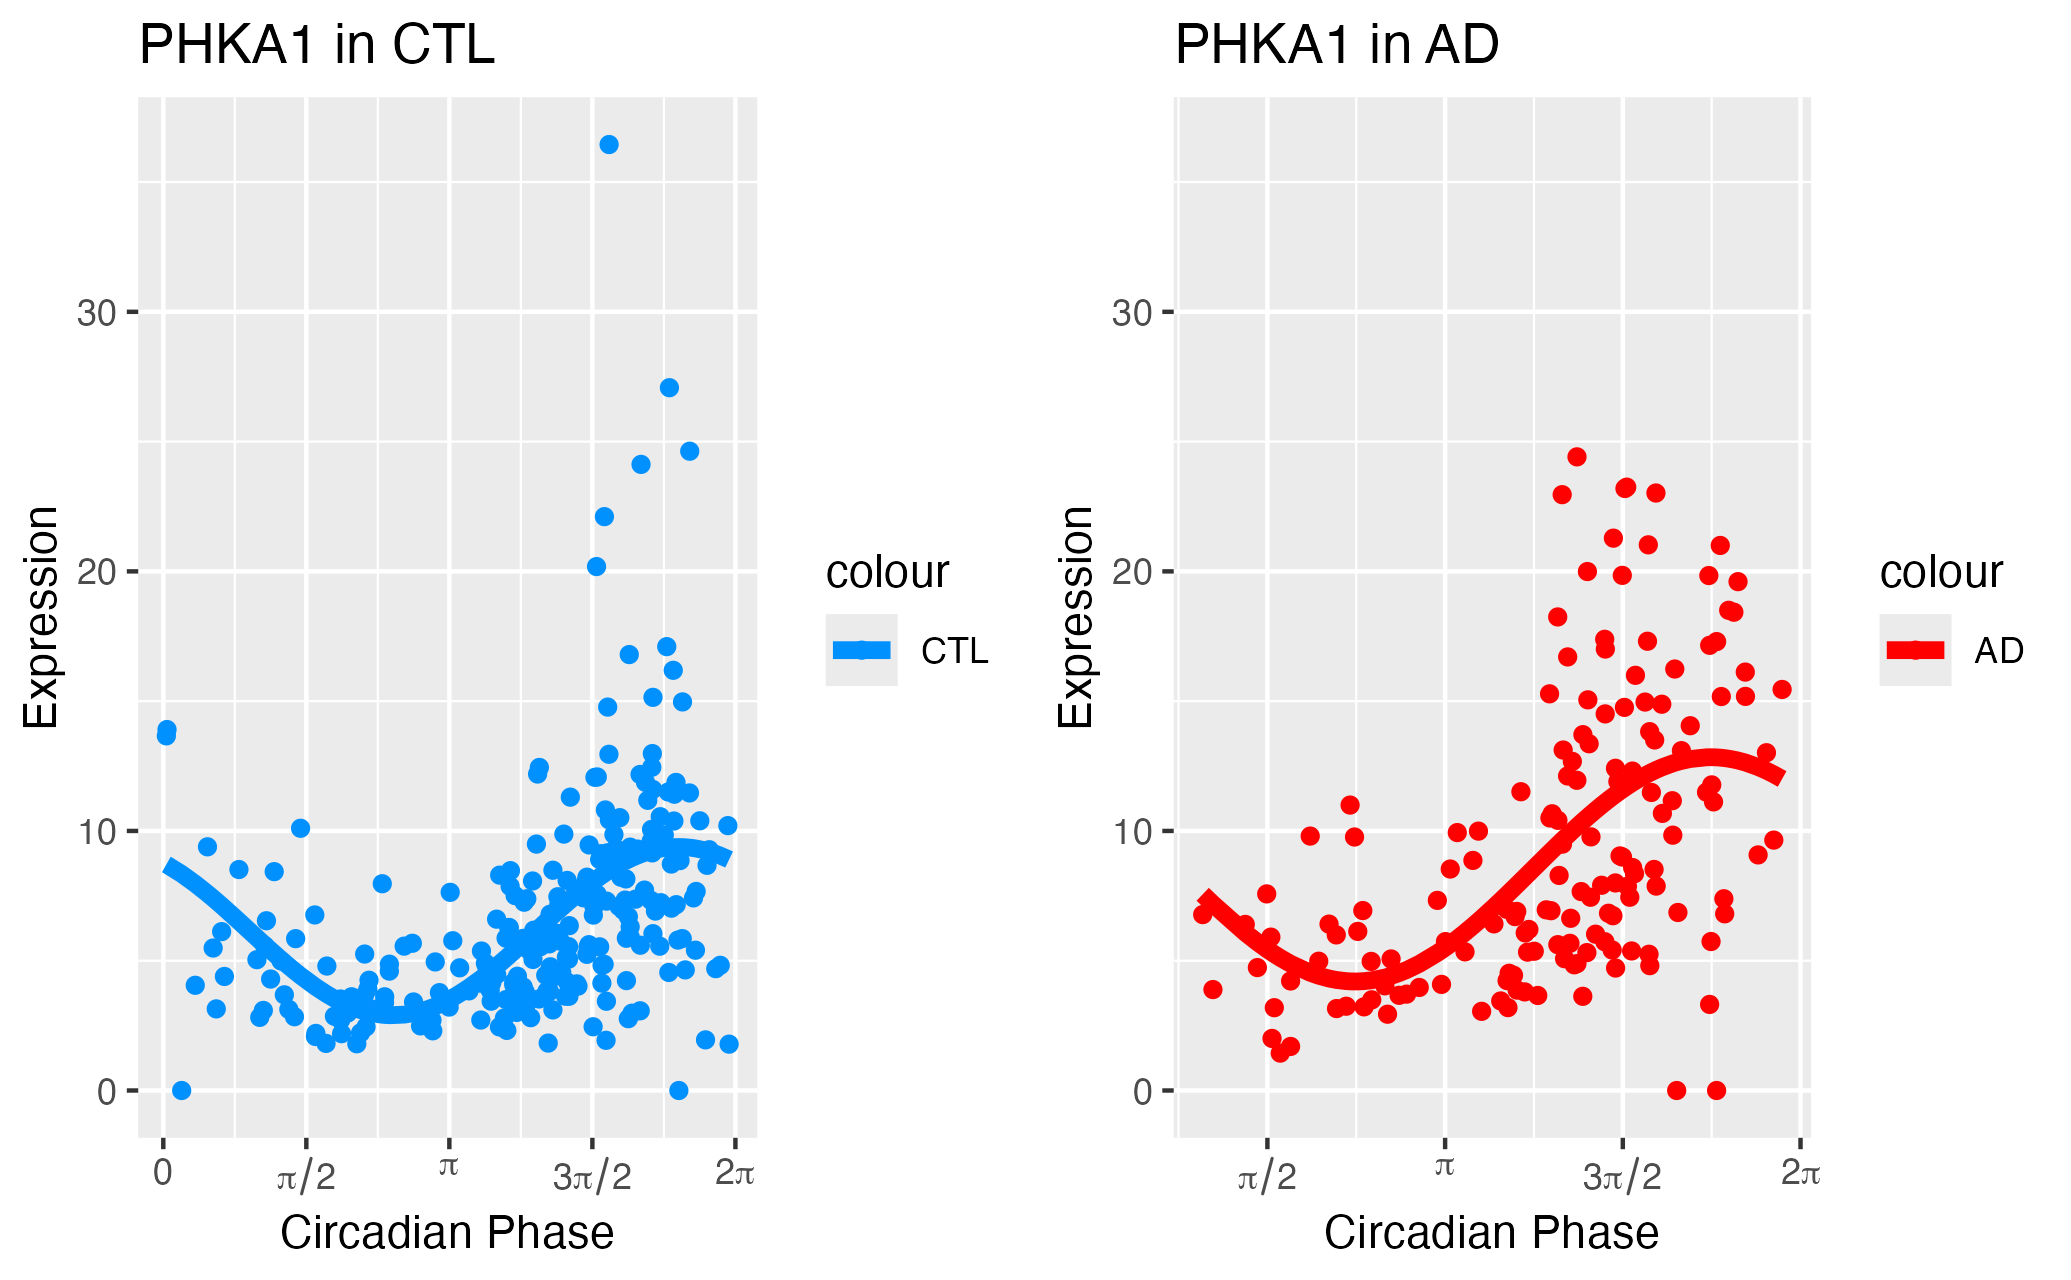 PHKA1 in CTL
30
20
10
0
Expression
0 π/2 π 3π/2 2π
Circadian Phase
colour
CTL
PHKA1 in AD
30
20
10
0
Expression
π/2 π 3π/2 2π
Circadian Phase
colour
AD